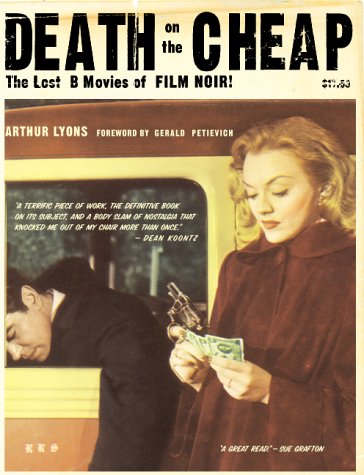 DEATH on the CHEAP
The Lost B Movies of FILM NOIR!
$17.50
ARTHUR LYONS FOREWORD BY GERALD PETIEVICH
"A TERRIFIC PIECE OF WORK, THE DEFINITIVE BOOK
ON ITS SUBJECT, AND A BODY SLAM OF NOSTALGIA THAT
KNOCKED ME OUT OF MY CHAIR MORE THAN ONCE."
– DEAN KOONTZ
R R S
"A GREAT READ." – SUE GRAFTON